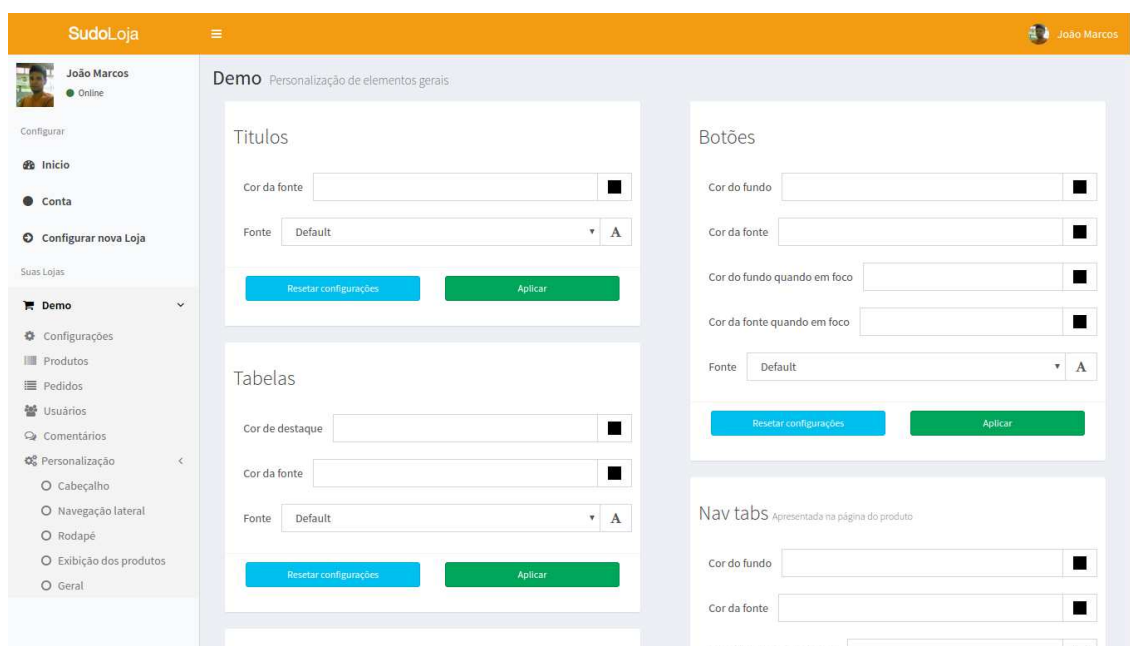 SudoLoja
João Marcos
João Marcos
Online
Configurar
Inicio
Conta
Configurar nova Loja
Suas Lojas
Demo
Configurações
Produtos
Pedidos
Usuários
Comentários
Personalização
Cabeçalho
Navegação lateral
Rodapé
Exibição dos produtos
Geral
Demo Personalização de elementos gerais
Titulos
Cor da fonte
Fonte Default A
Resetar configurações Aplicar
Tabelas
Cor de destaque
Cor da fonte
Fonte Default A
Resetar configurações Aplicar
Botões
Cor do fundo
Cor da fonte
Cor do fundo quando em foco
Cor da fonte quando em foco
Fonte Default A
Resetar configurações Aplicar
Nav tabs Apresentada na página do produto
Cor do fundo
Cor da fonte